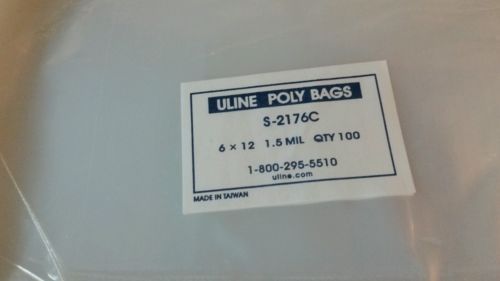 ULINE POLY BAGS
S-2176C
6 × 12 1.5 MIL QTY 100
1-800-295-5510
uline.com
MADE IN TAIWAN